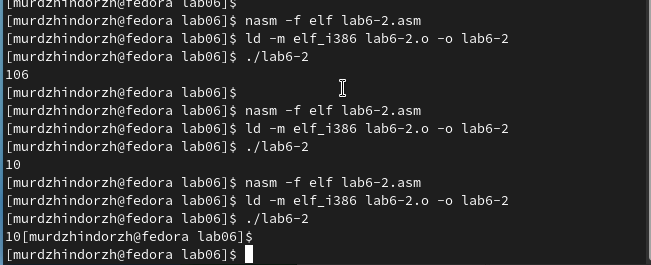 [murdzhindorzh@fedora lab06]$
[murdzhindorzh@fedora lab06]$ nasm -f elf lab6-2.asm
[murdzhindorzh@fedora lab06]$ ld -m elf_i386 lab6-2.o -o lab6-2
[murdzhindorzh@fedora lab06]$ ./lab6-2
106
[murdzhindorzh@fedora lab06]$
[murdzhindorzh@fedora lab06]$ nasm -f elf lab6-2.asm
[murdzhindorzh@fedora lab06]$ ld -m elf_i386 lab6-2.o -o lab6-2
[murdzhindorzh@fedora lab06]$ ./lab6-2
10
[murdzhindorzh@fedora lab06]$ nasm -f elf lab6-2.asm
[murdzhindorzh@fedora lab06]$ ld -m elf_i386 lab6-2.o -o lab6-2
[murdzhindorzh@fedora lab06]$ ./lab6-2
10[murdzhindorzh@fedora lab06]$
[murdzhindorzh@fedora lab06]$